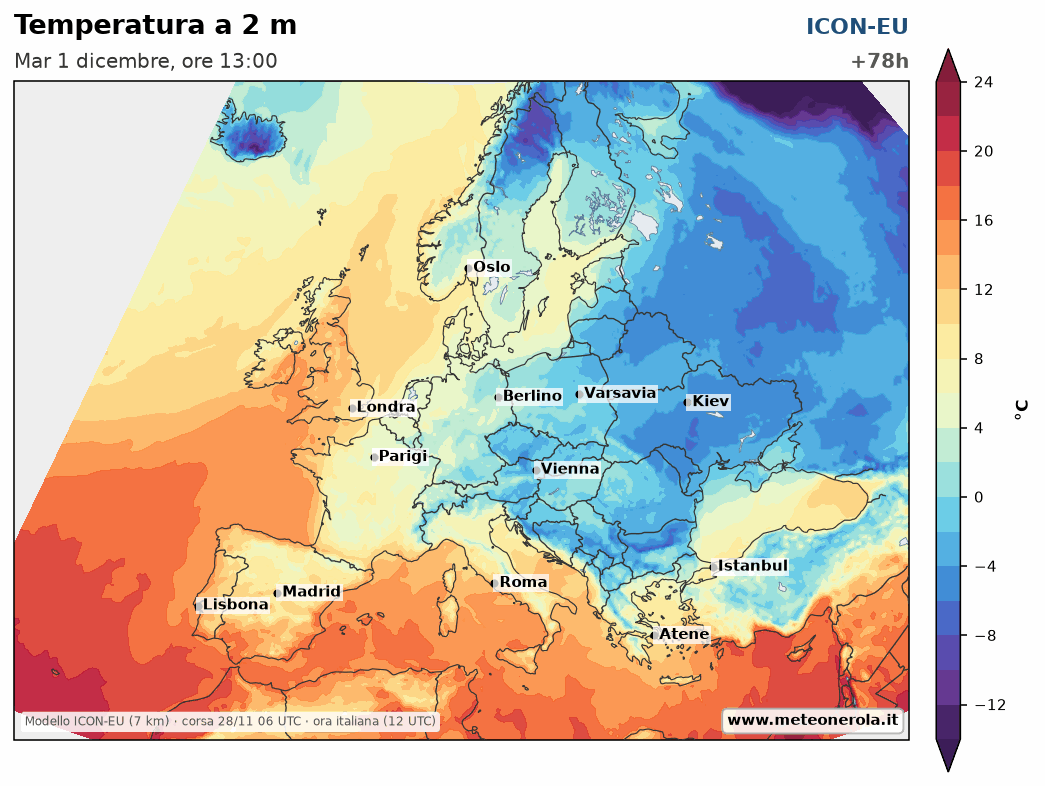 Temperatura a 2 m
ICON-EU
Mar 1 dicembre, ore 13:00
+78h
24
20
16
12
8
4
0
−4
−8
−12
°C
Oslo
Berlino
Varsavia
Kiev
Londra
Parigi
Vienna
Istanbul
Roma
Madrid
Lisbona
Atene
Modello ICON-EU (7 km) · corsa 28/11 06 UTC · ora italiana (12 UTC)
www.meteonerola.it